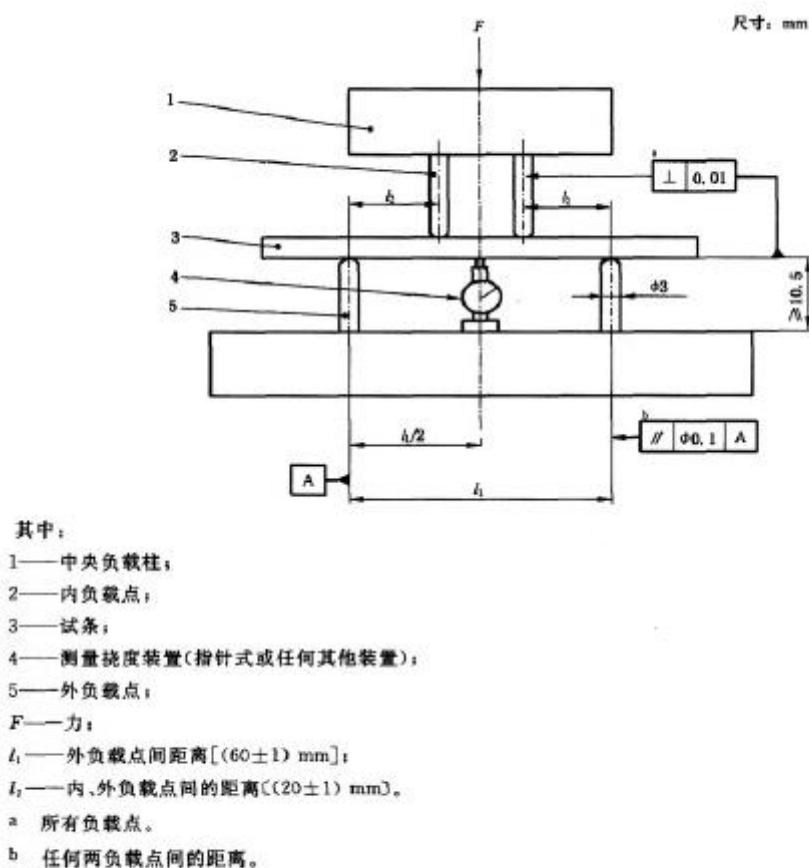 尺寸: mm
F
1
2
a
⊥ 0.01
l₂
l₂
3
4
φ3
≥10.5
5
l₁/2
b
// φ0.1 A
A
l₁
其中:
1——中央负载柱;
2——内负载点;
3——试条;
4——测量挠度装置(指针式或任何其他装置);
5——外负载点;
F——力;
l₁——外负载点间距离[(60±1) mm];
l₂——内、外负载点间的距离[(20±1) mm]。
a 所有负载点。
b 任何两负载点间的距离。